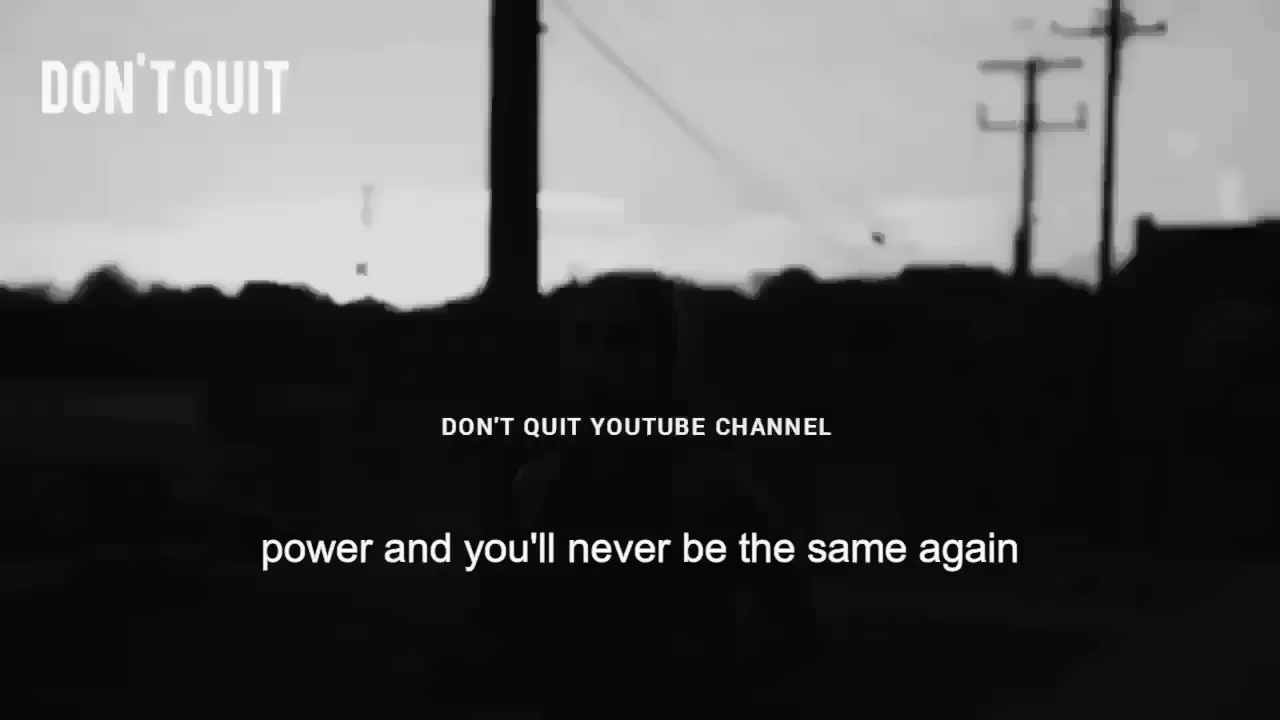 DON'T QUIT
DON'T QUIT YOUTUBE CHANNEL
power and you'll never be the same again